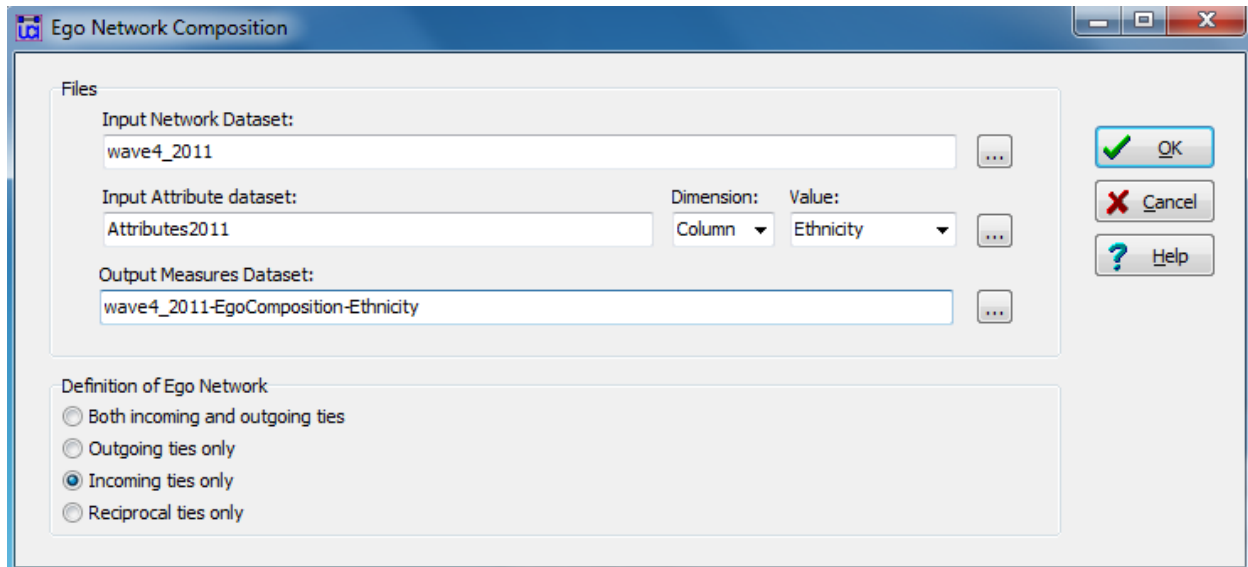 uci Ego Network Composition
Files
Input Network Dataset:
wave4_2011
...
OK
Input Attribute dataset: Dimension: Value:
Attributes2011 Column Ethnicity
...
Cancel
Output Measures Dataset:
Help
wave4_2011-EgoComposition-Ethnicity
...
Definition of Ego Network
Both incoming and outgoing ties
Outgoing ties only
Incoming ties only
Reciprocal ties only